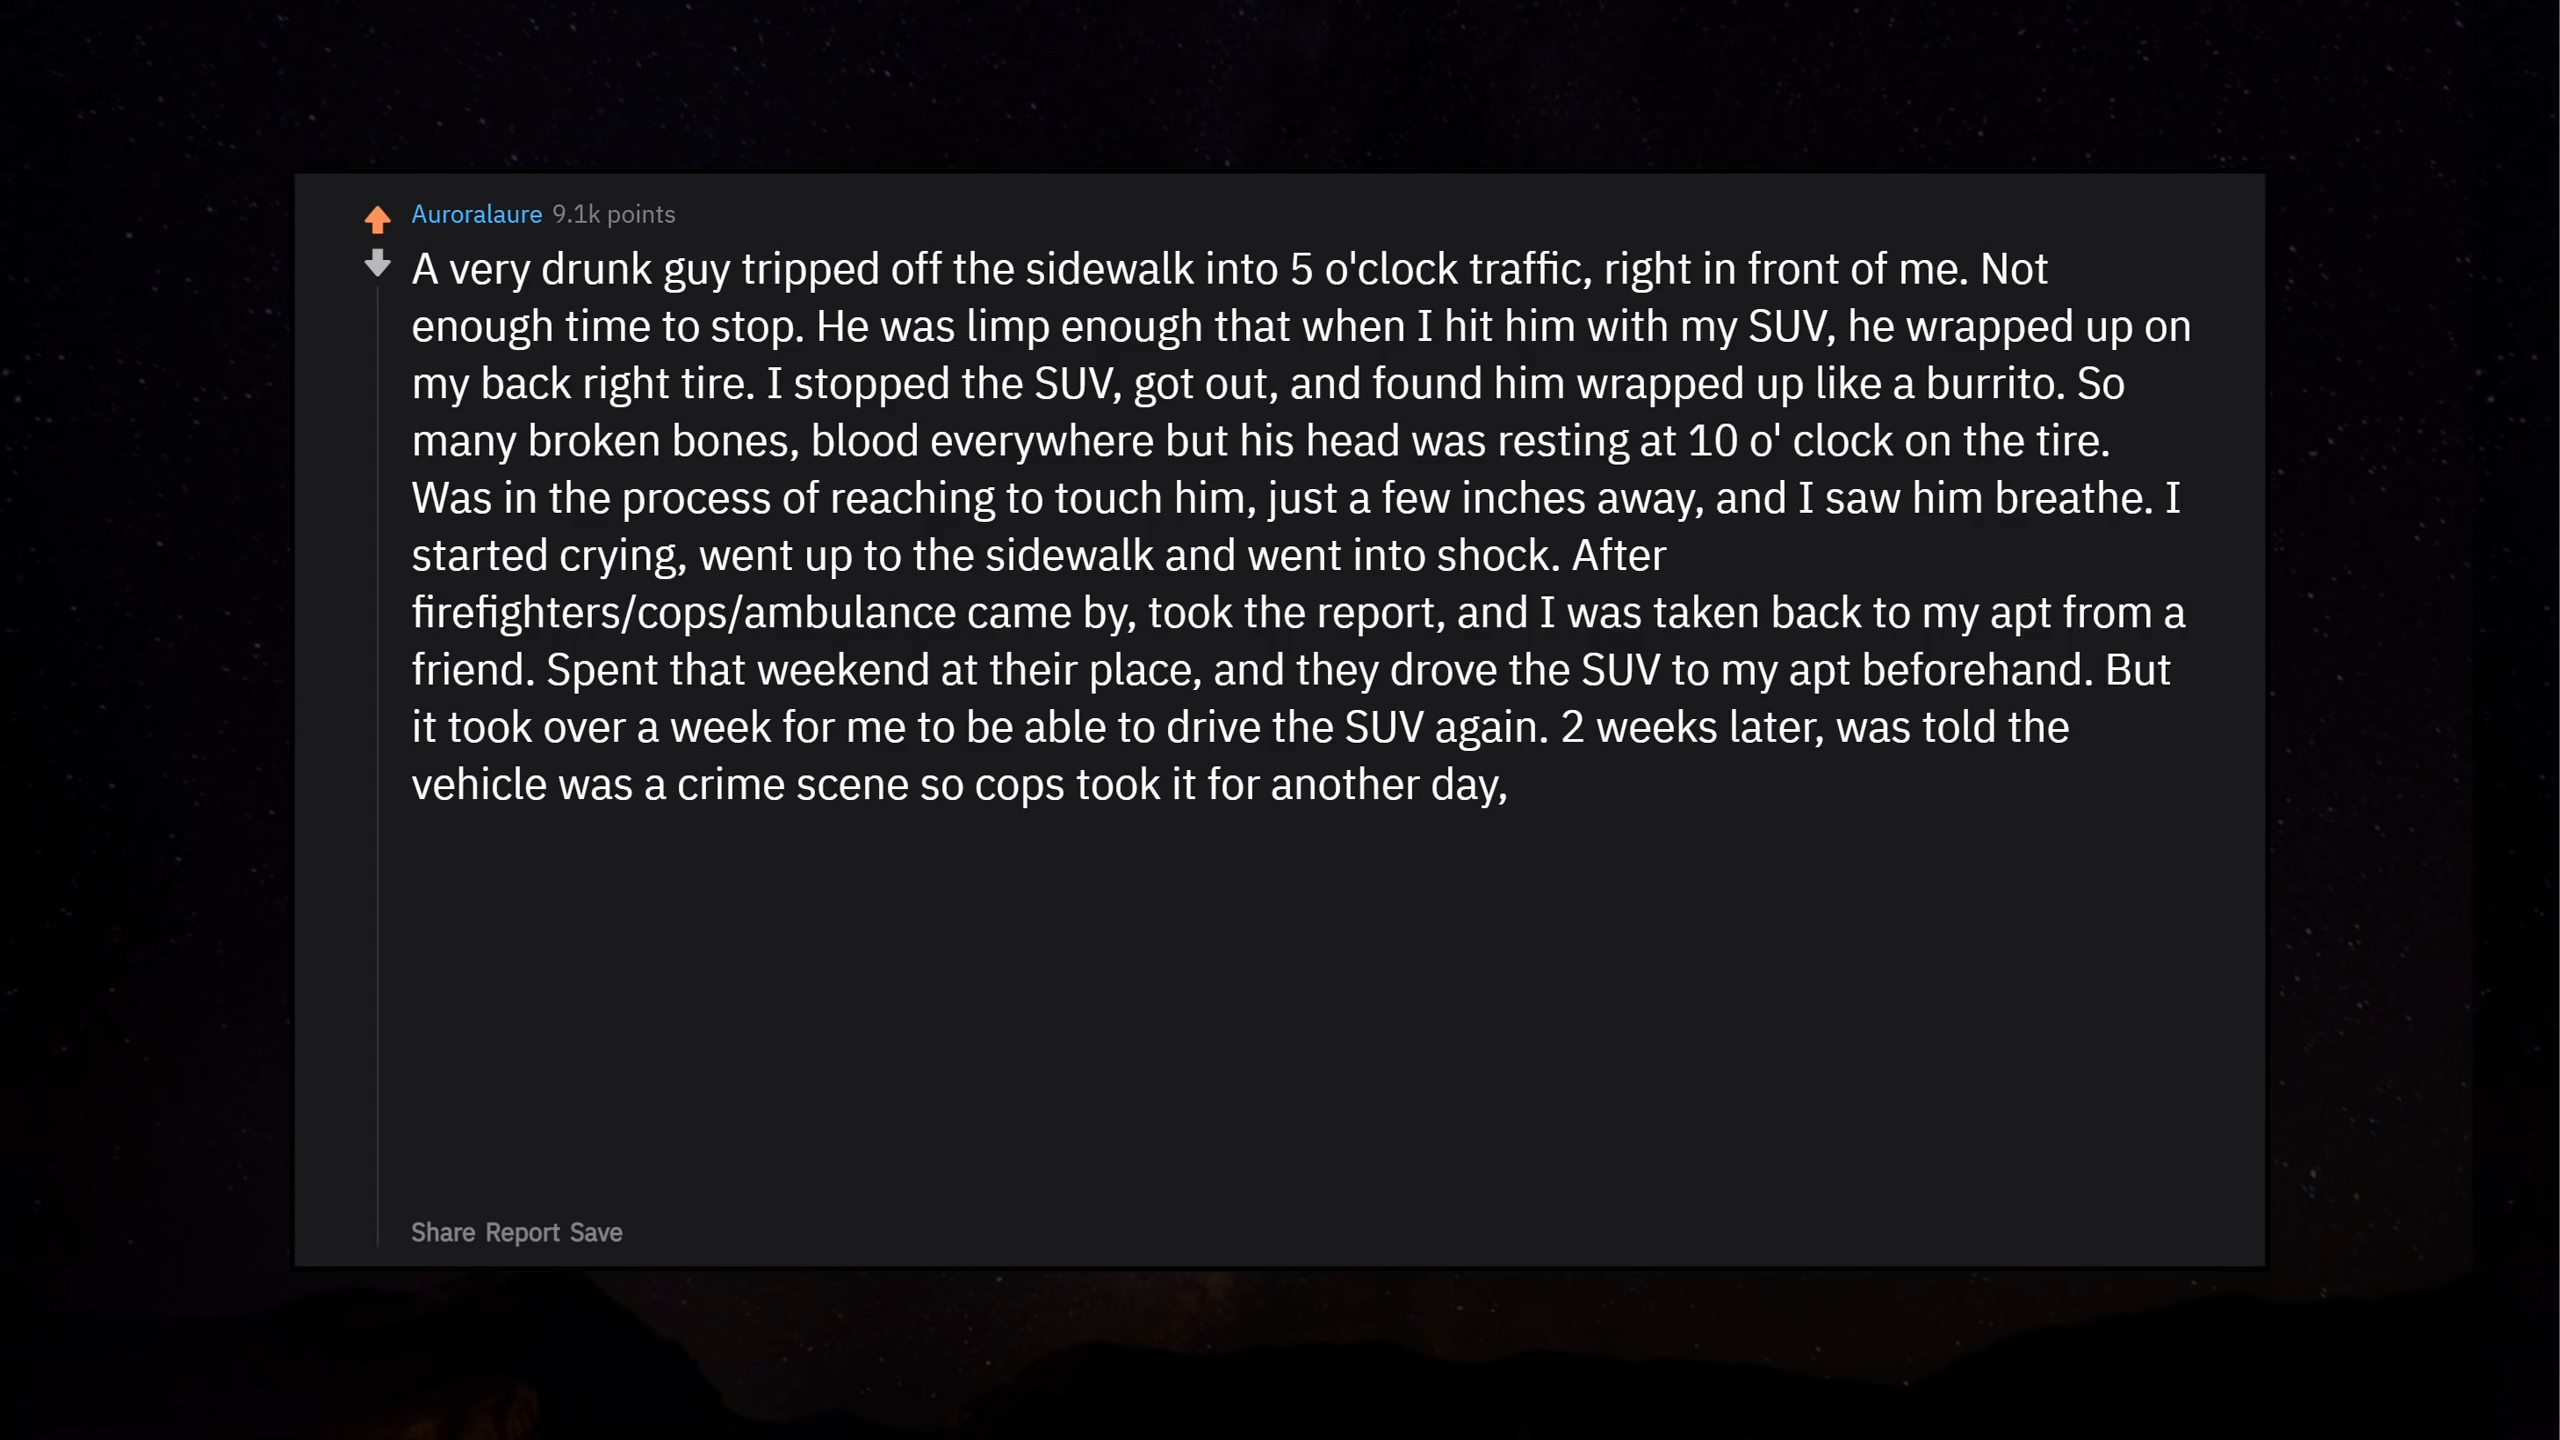 Auroralaure 9.1k points
A very drunk guy tripped off the sidewalk into 5 o'clock traffic, right in front of me. Not
enough time to stop. He was limp enough that when I hit him with my SUV, he wrapped up on
my back right tire. I stopped the SUV, got out, and found him wrapped up like a burrito. So
many broken bones, blood everywhere but his head was resting at 10 o' clock on the tire.
Was in the process of reaching to touch him, just a few inches away, and I saw him breathe. I
started crying, went up to the sidewalk and went into shock. After
firefighters/cops/ambulance came by, took the report, and I was taken back to my apt from a
friend. Spent that weekend at their place, and they drove the SUV to my apt beforehand. But
it took over a week for me to be able to drive the SUV again. 2 weeks later, was told the
vehicle was a crime scene so cops took it for another day,
Share Report Save